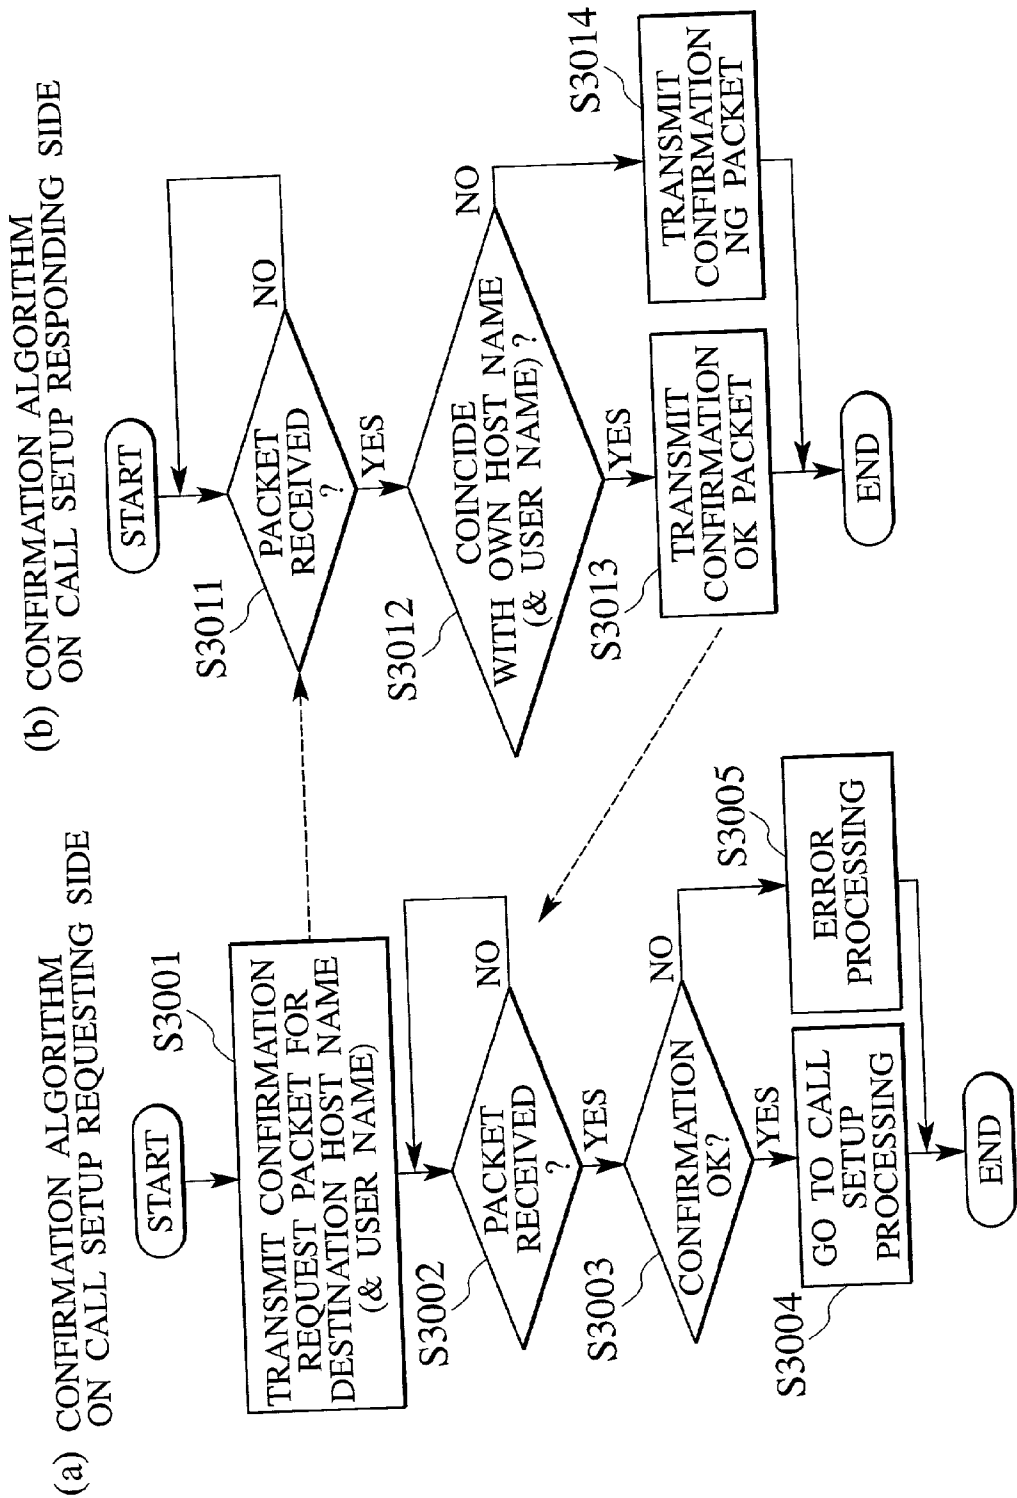 (a) CONFIRMATION ALGORITHM
ON CALL SETUP REQUESTING SIDE
START
S3001
TRANSMIT CONFIRMATION
REQUEST PACKET FOR
DESTINATION HOST NAME
(& USER NAME)
S3002
PACKET
RECEIVED
?
NO
YES
S3003
CONFIRMATION
OK?
NO
YES
S3004
GO TO CALL
SETUP
PROCESSING
S3005
ERROR
PROCESSING
END
(b) CONFIRMATION ALGORITHM
ON CALL SETUP RESPONDING SIDE
START
S3011
PACKET
RECEIVED
?
NO
YES
S3012
COINCIDE
WITH OWN HOST NAME
(& USER NAME) ?
NO
YES
S3013
TRANSMIT
CONFIRMATION
OK PACKET
S3014
TRANSMIT
CONFIRMATION
NG PACKET
END